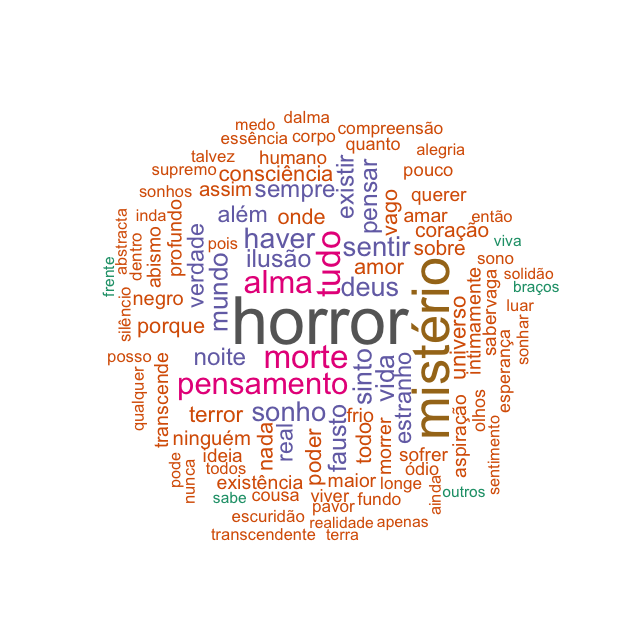 dalma
medo
compreensão
essência
corpo
quanto
alegria
talvez
humano
supremo
consciência
existir
pensar
pouco
sonhos
assim
sempre
vago
querer
inda
abstracta
dentro
abismo
profundo
além
onde
amar
coração
então
verdade
pois
haver
tudo
sentir
sobre
viva
frente
mundo
ilusão
amor
sono
solidão
alma
deus
braços
silêncio
negro
porque
horror
mistério
universo
intimamente
sabervaga
luar
esperança
sonhar
posso
noite
morte
sinto
vida
estranho
qualquer
transcende
pensamento
terror
sonho
fausto
frio
aspiração
olhos
sentimento
ninguém
nada
real
poder
todo
morrer
sofrer
ideia
pode
nunca
todos
ódio
existência
maior
longe
ainda
outros
sabe
cousa
viver
fundo
pavor
escuridão
realidade
apenas
transcendente
terra